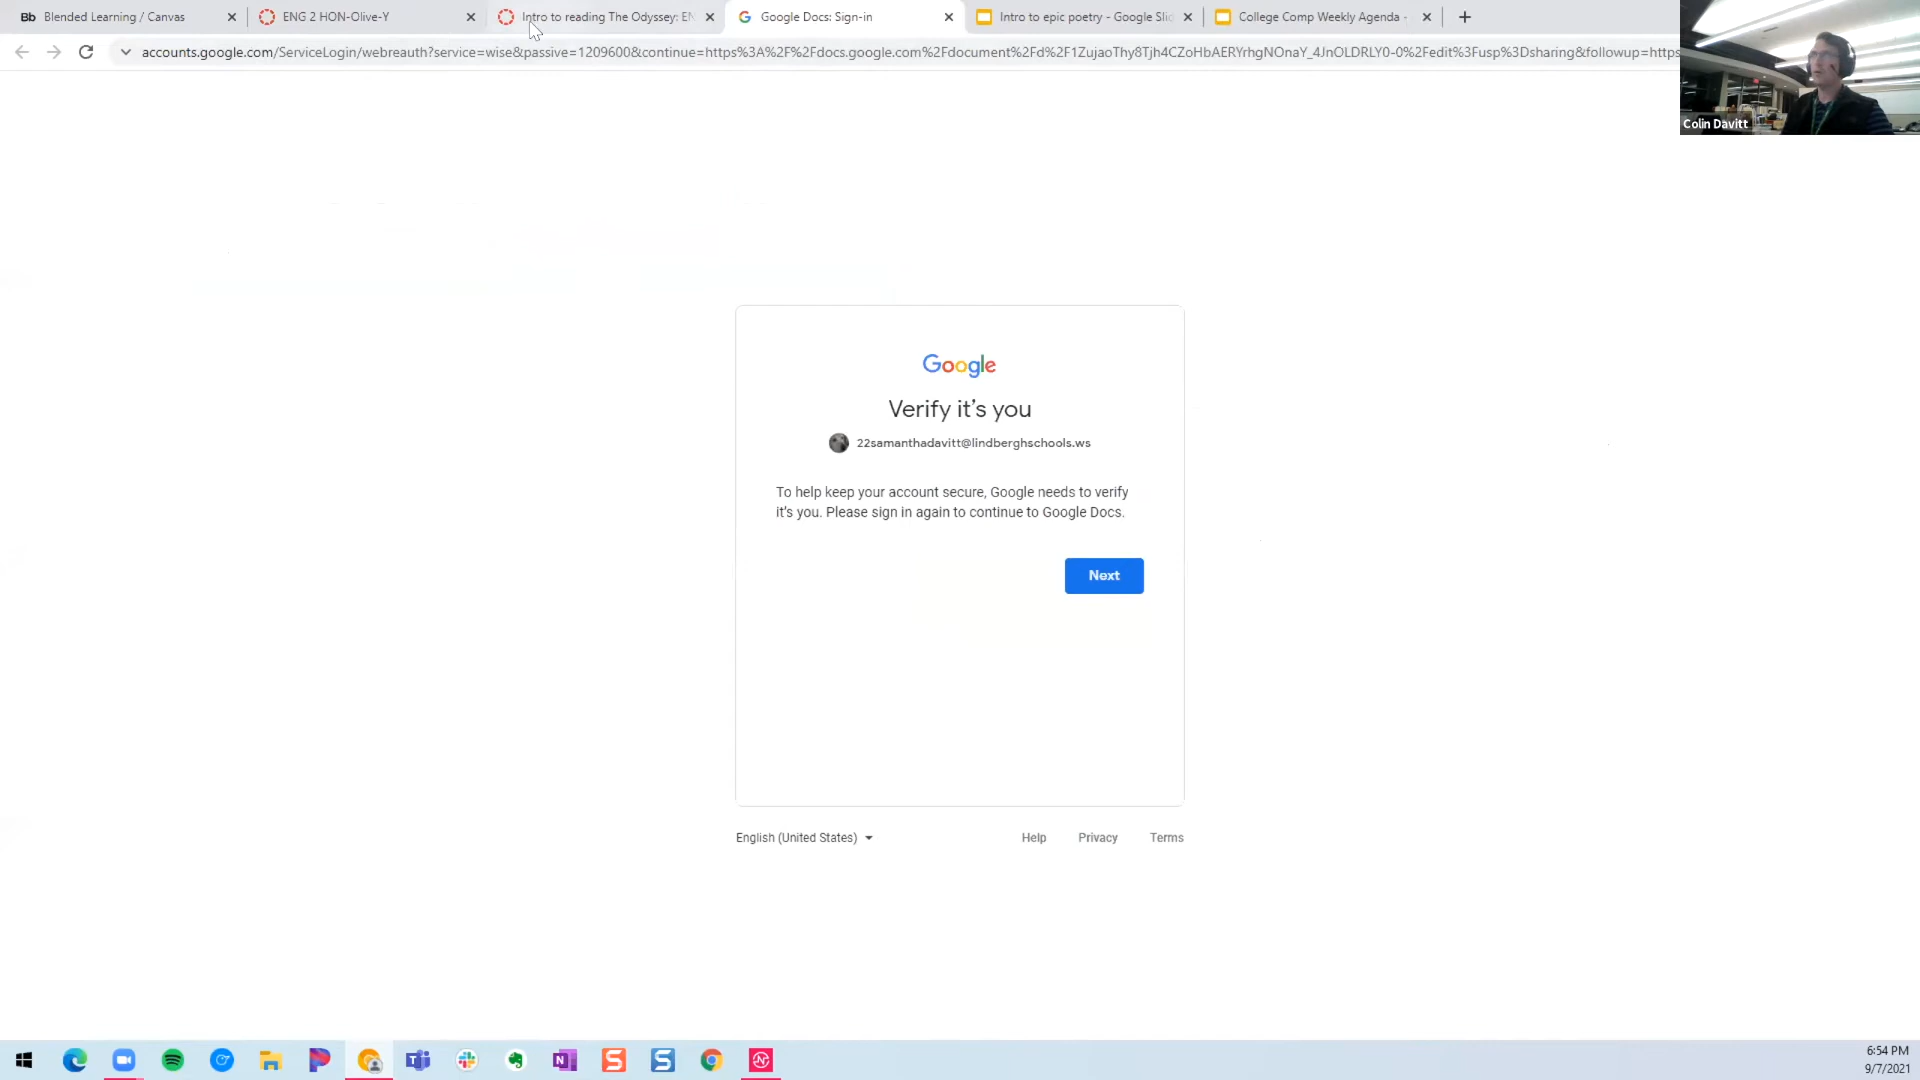 Bb Blended Learning / Canvas
ENG 2 HON-Olive-Y
Intro to reading The Odyssey: EN
Google Docs: Sign-in
Intro to epic poetry - Google Slid
College Comp Weekly Agenda -
accounts.google.com/ServiceLogin/webreauth?service=wise&passive=1209600&continue=https%3A%2F%2Fdocs.google.com%2Fdocument%2Fd%2F1ZujaoThy8Tjh4CZoHbAERYrhgNOnaY_4JnOLDRLY0-0%2Fedit%3Fusp%3Dsharing&followup=https
Colin Davitt
Google
Verify it's you
22samanthadavitt@lindberghschools.ws
To help keep your account secure, Google needs to verify
it's you. Please sign in again to continue to Google Docs.
Next
English (United States)
Help Privacy Terms
6:54 PM
9/7/2021